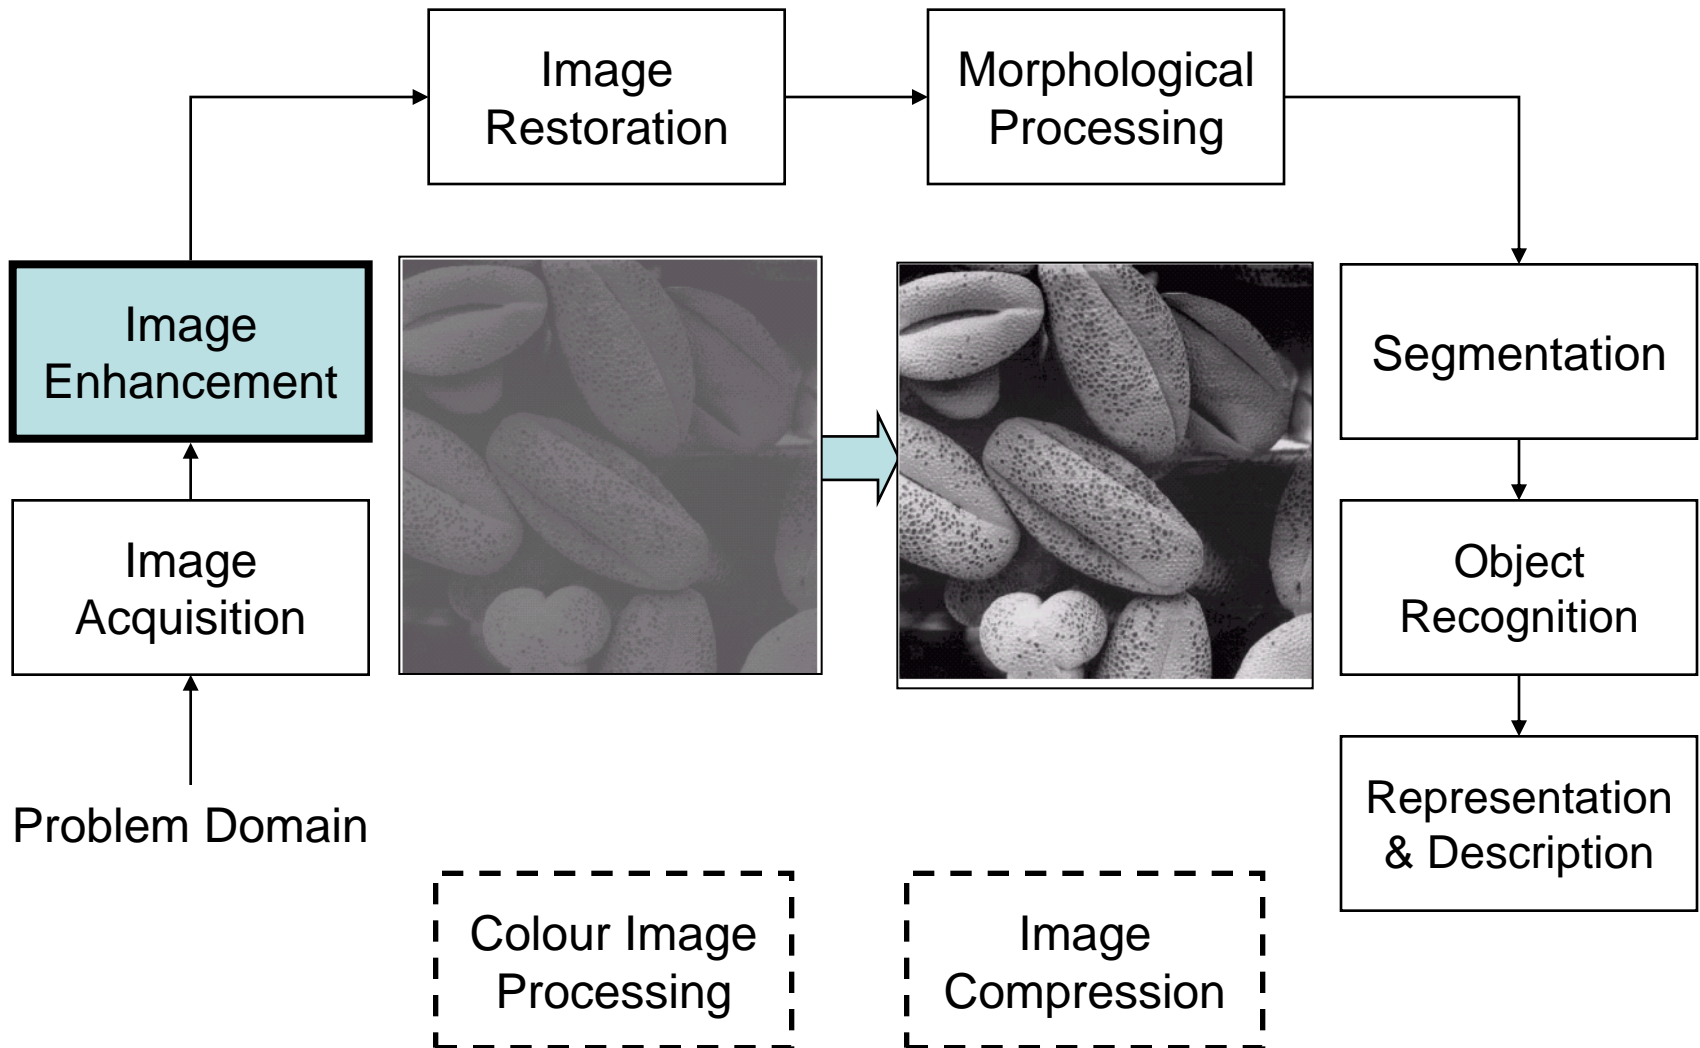 Image
Restoration
Morphological
Processing
Image
Enhancement
Segmentation
Image
Acquisition
Object
Recognition
Problem Domain
Representation
& Description
Colour Image
Processing
Image
Compression